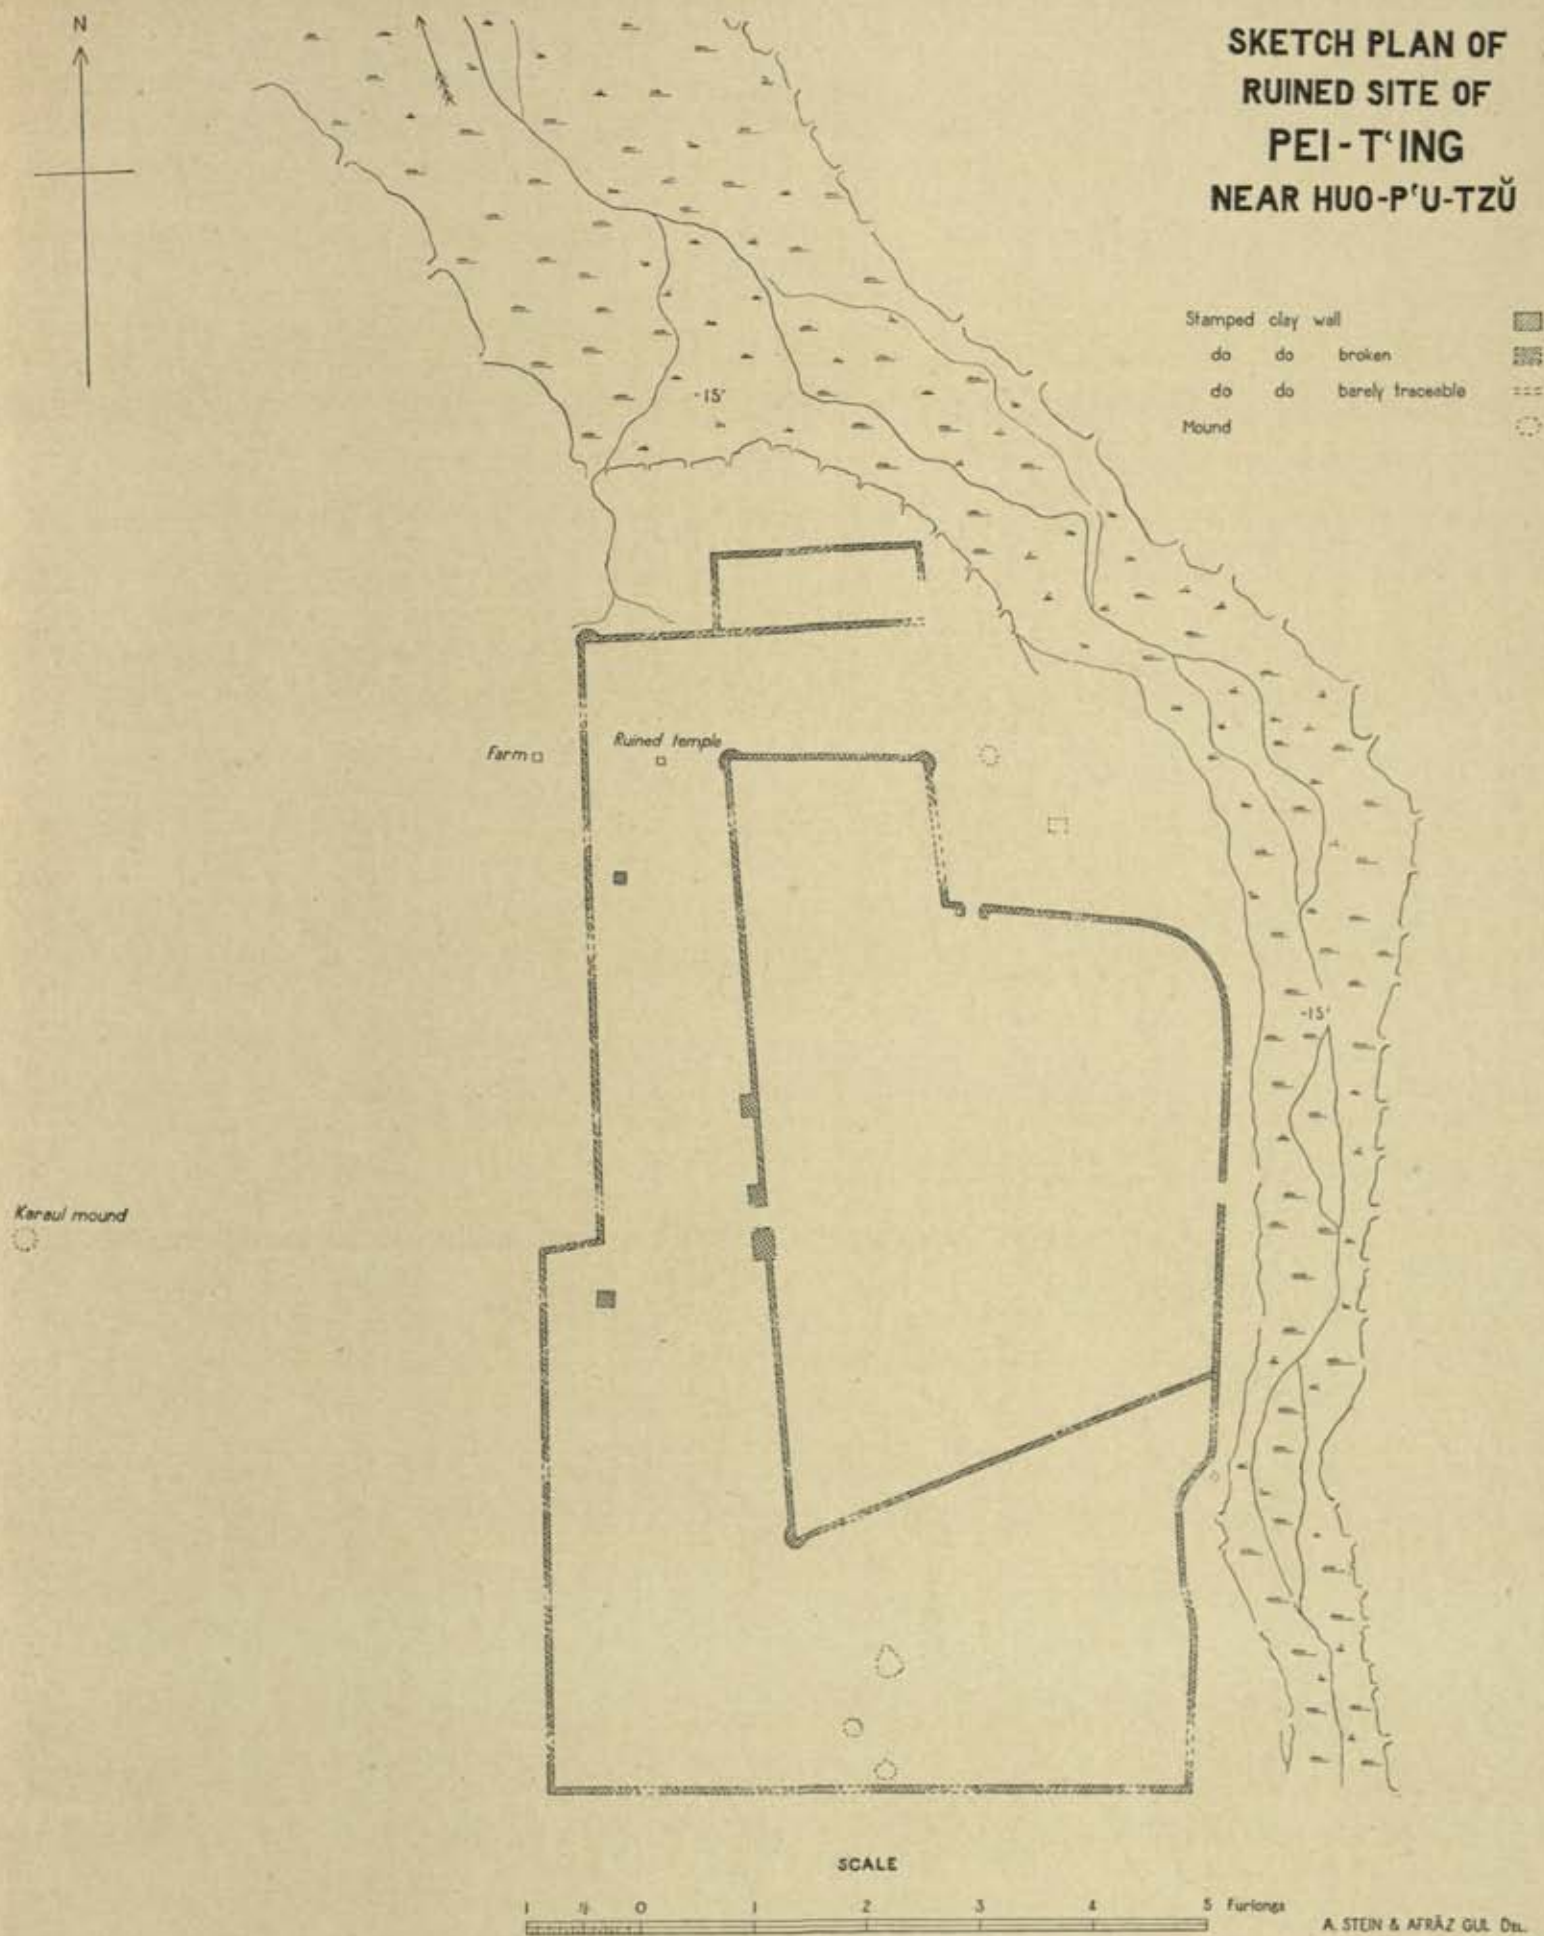 N
SKETCH PLAN OF
RUINED SITE OF
PEI-T‘ING
NEAR HUO-P‘U-TZŬ
Stamped clay wall
do do broken
do do barely traceable
Mound
-15'
Farm
Ruined temple
-15'
Karaul mound
SCALE
1 ½ 0 1 2 3 4 5 Furlongs
A. STEIN & AFRĀZ GUL DEL.